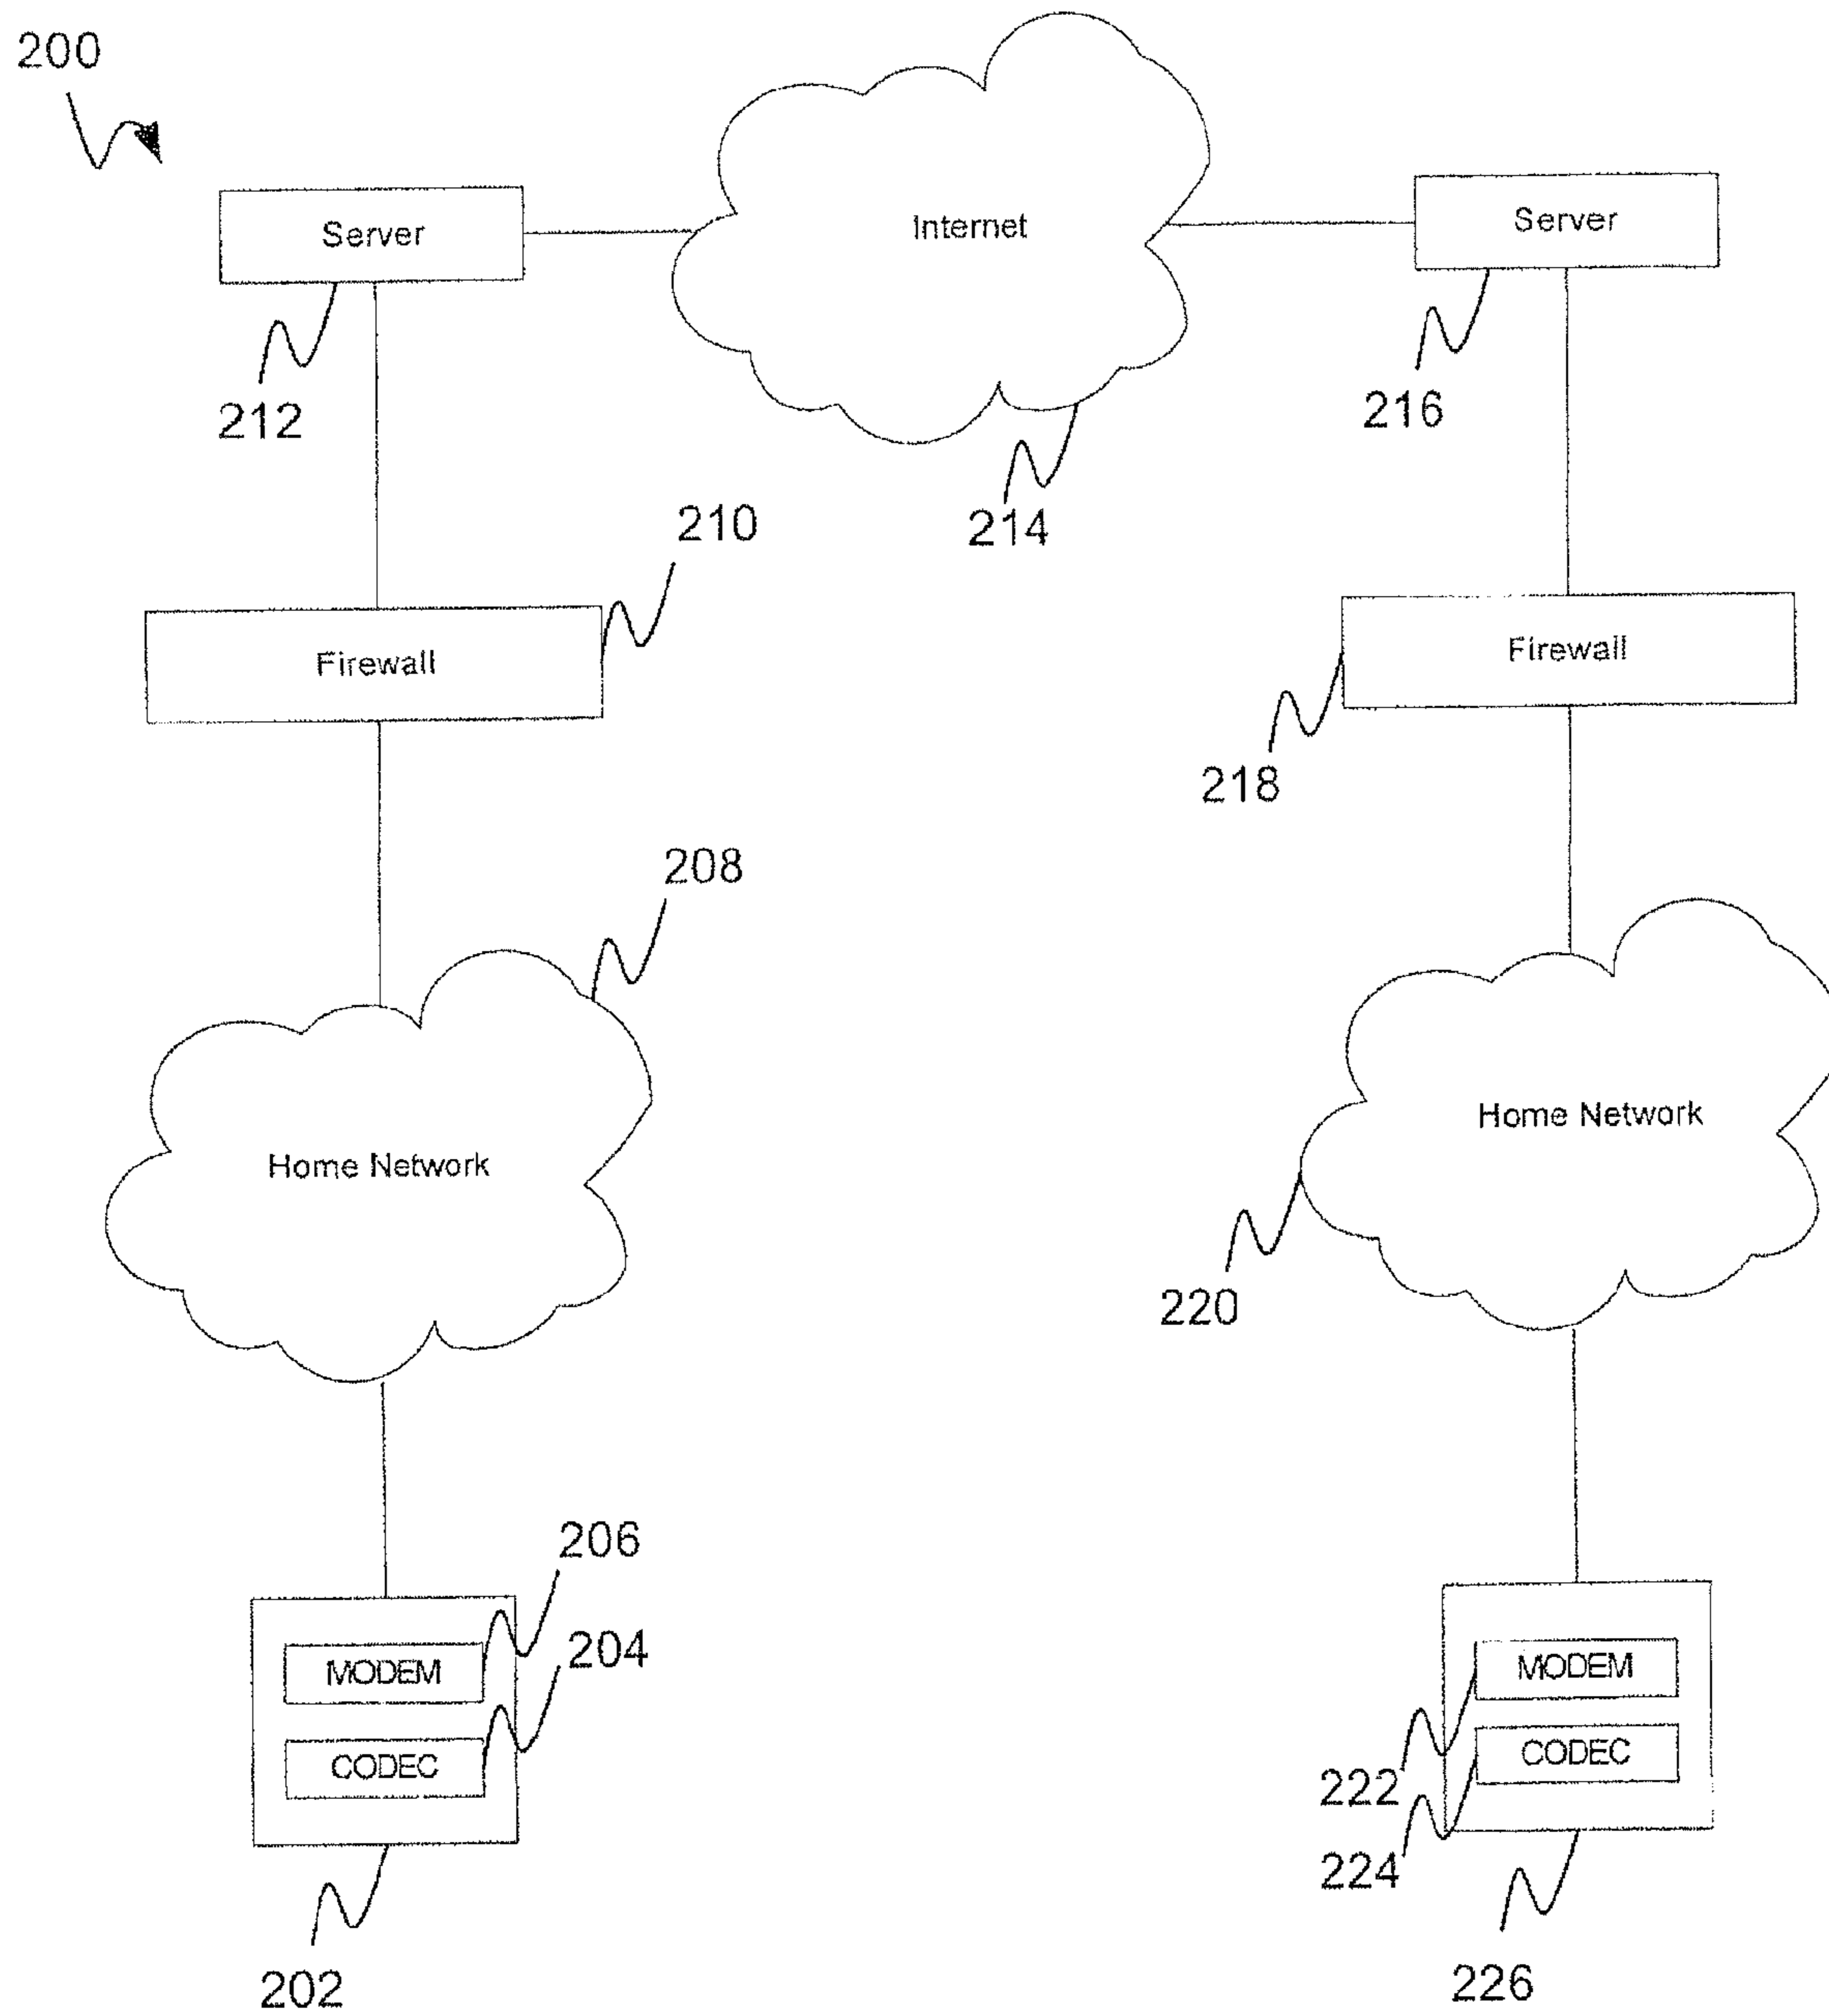 200
Server
Internet
Server
212
216
214
210
Firewall
Firewall
218
208
Home Network
Home Network
220
206
MODEM
204
CODEC
MODEM
CODEC
222
224
202
226